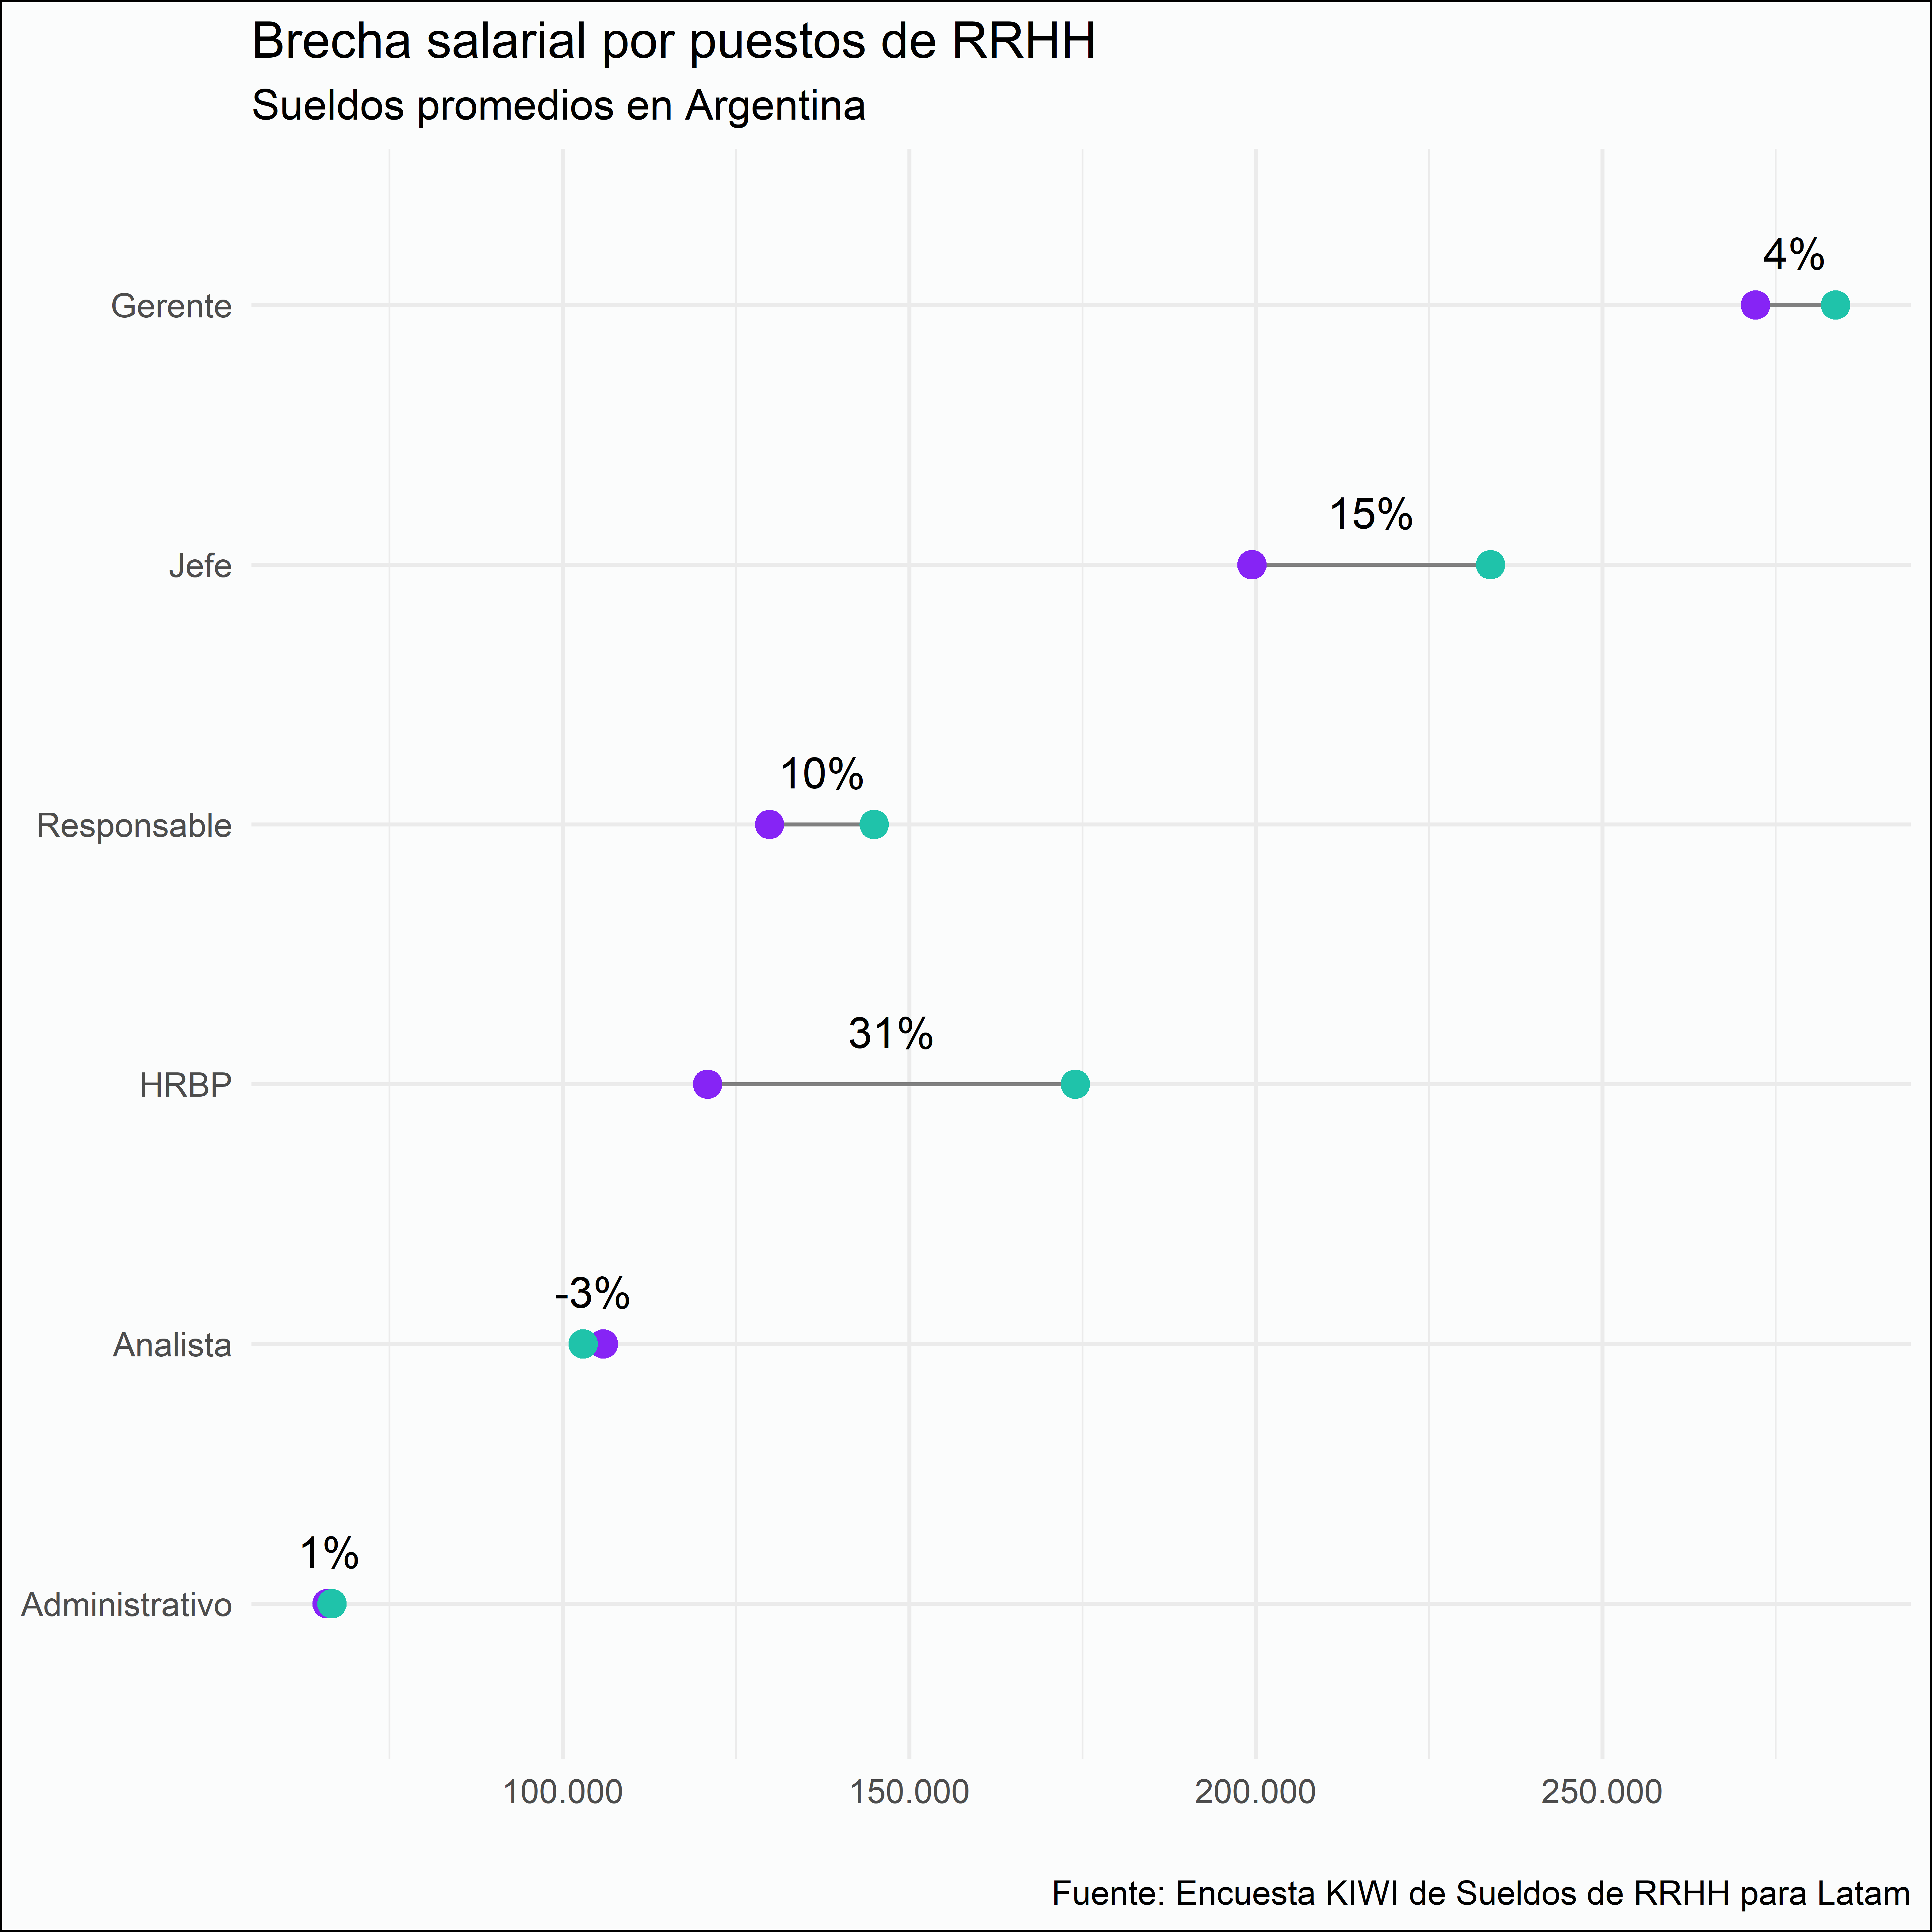 Brecha salarial por puestos de RRHH
Sueldos promedios en Argentina
4%
Gerente
15%
Jefe
10%
Responsable
31%
HRBP
-3%
Analista
1%
Administrativo
100.000 150.000 200.000 250.000
Fuente: Encuesta KIWI de Sueldos de RRHH para Latam